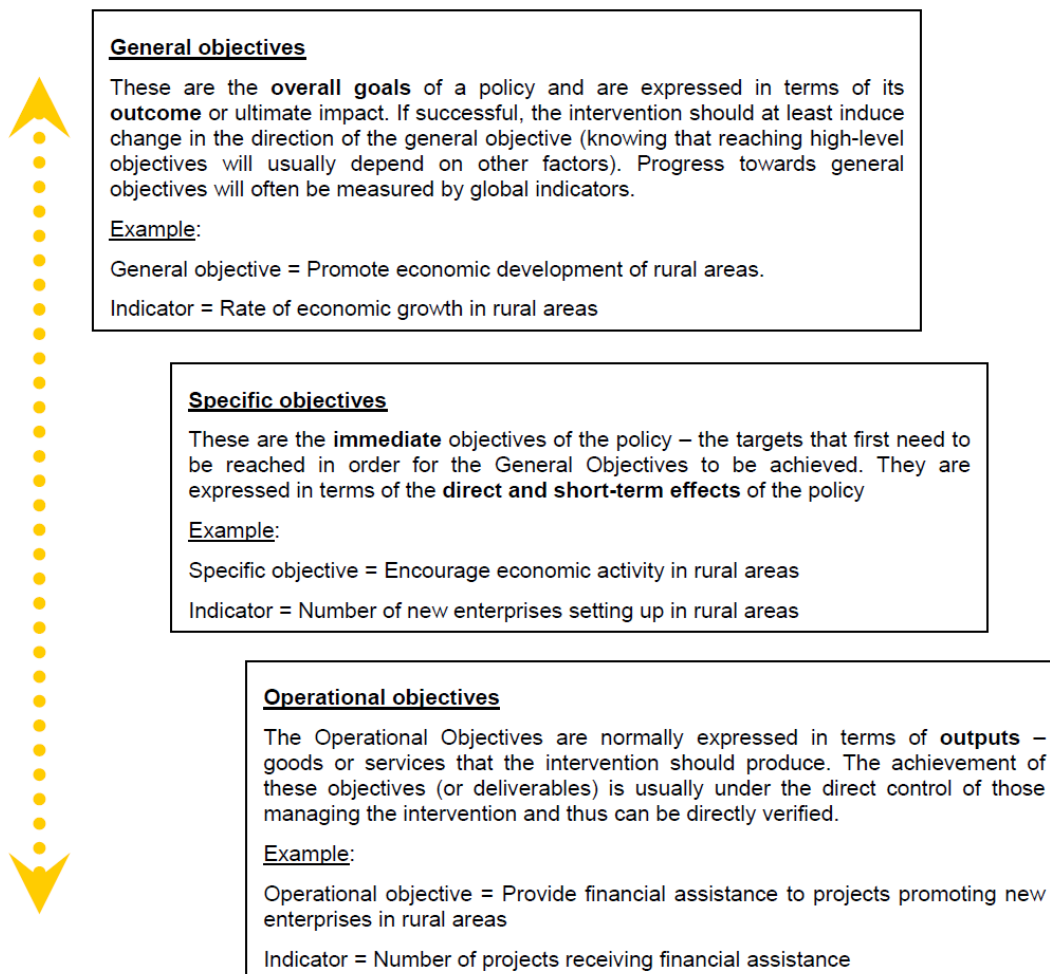 General objectives
These are the overall goals of a policy and are expressed in terms of its
outcome or ultimate impact. If successful, the intervention should at least induce
change in the direction of the general objective (knowing that reaching high-level
objectives will usually depend on other factors). Progress towards general
objectives will often be measured by global indicators.
Example:
General objective = Promote economic development of rural areas.
Indicator = Rate of economic growth in rural areas
Specific objectives
These are the immediate objectives of the policy – the targets that first need to
be reached in order for the General Objectives to be achieved. They are
expressed in terms of the direct and short-term effects of the policy
Example:
Specific objective = Encourage economic activity in rural areas
Indicator = Number of new enterprises setting up in rural areas
Operational objectives
The Operational Objectives are normally expressed in terms of outputs –
goods or services that the intervention should produce. The achievement of
these objectives (or deliverables) is usually under the direct control of those
managing the intervention and thus can be directly verified.
Example:
Operational objective = Provide financial assistance to projects promoting new
enterprises in rural areas
Indicator = Number of projects receiving financial assistance